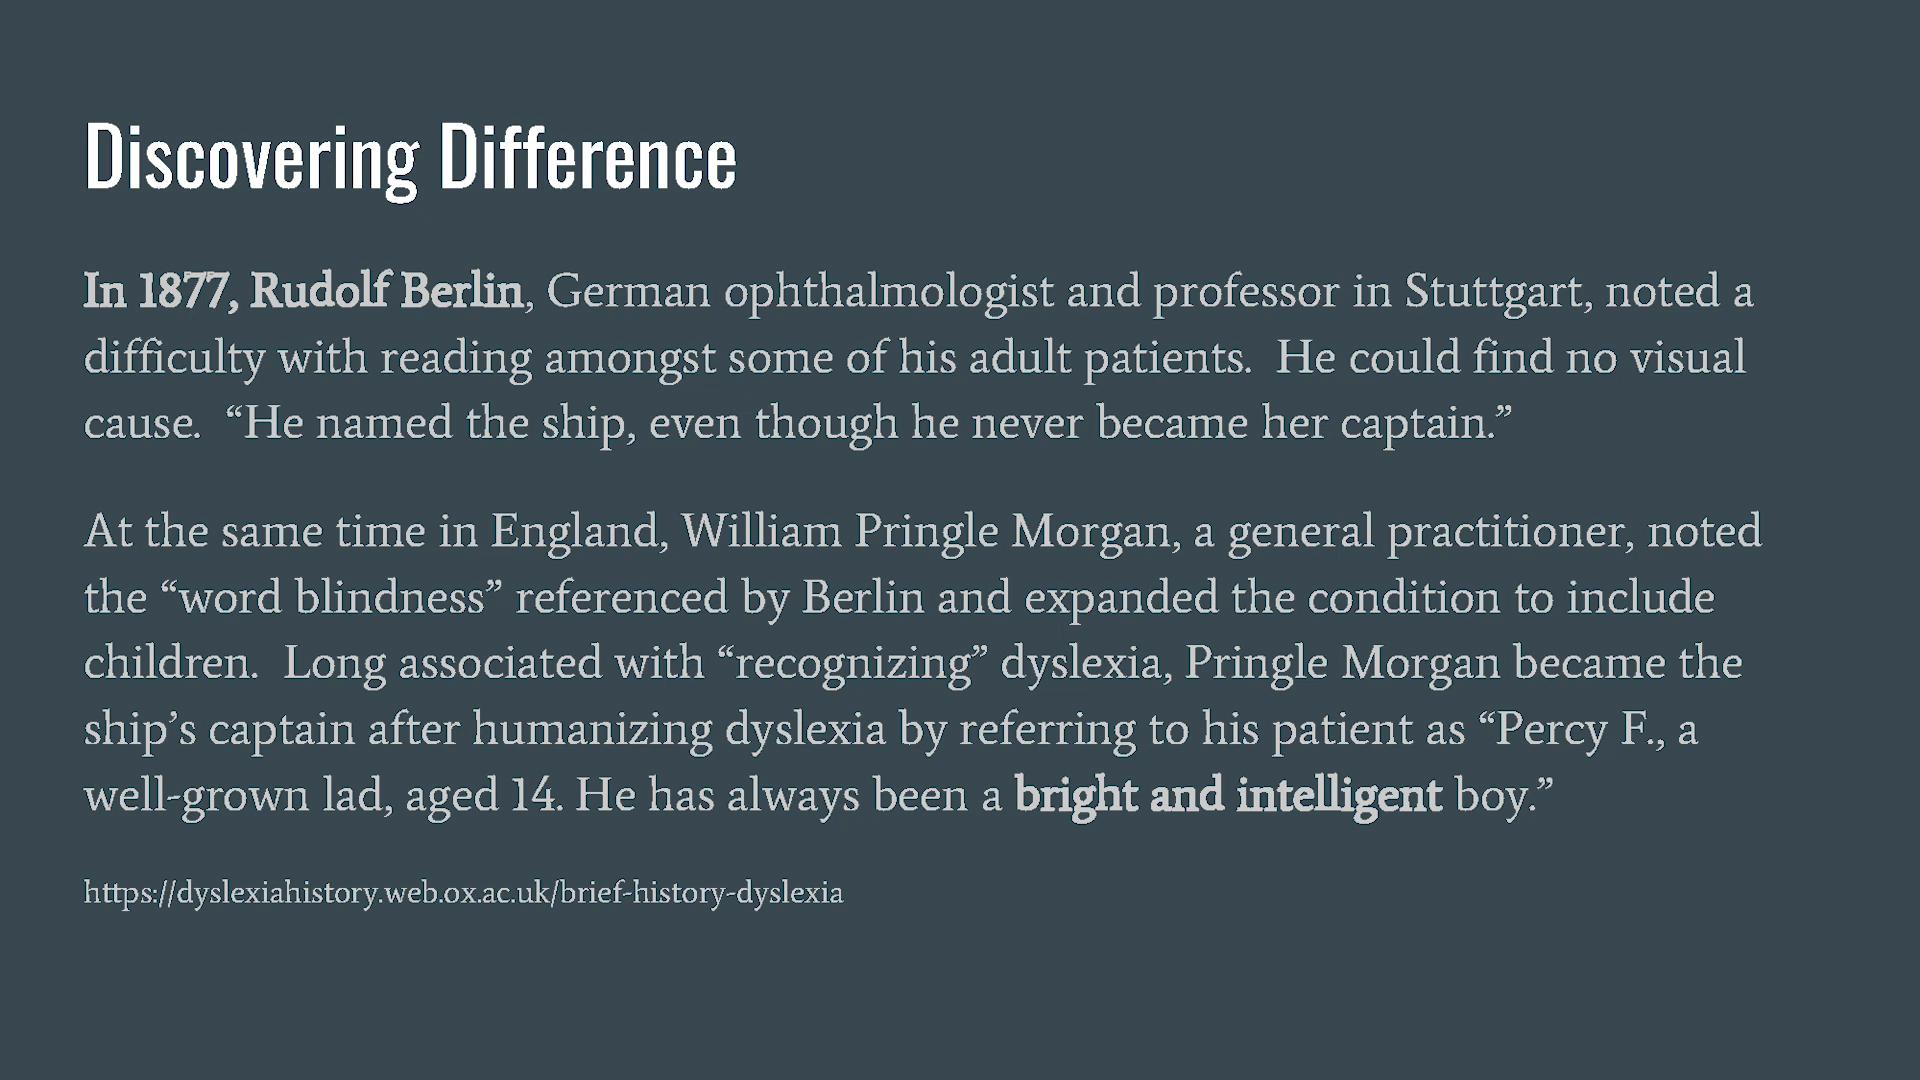 Discovering Difference
In 1877, Rudolf Berlin, German ophthalmologist and professor in Stuttgart, noted a
difficulty with reading amongst some of his adult patients.  He could find no visual
cause.  “He named the ship, even though he never became her captain.”
At the same time in England, William Pringle Morgan, a general practitioner, noted
the “word blindness” referenced by Berlin and expanded the condition to include
children.  Long associated with “recognizing” dyslexia, Pringle Morgan became the
ship’s captain after humanizing dyslexia by referring to his patient as “Percy F., a
well-grown lad, aged 14. He has always been a bright and intelligent boy.”
https://dyslexiahistory.web.ox.ac.uk/brief-history-dyslexia